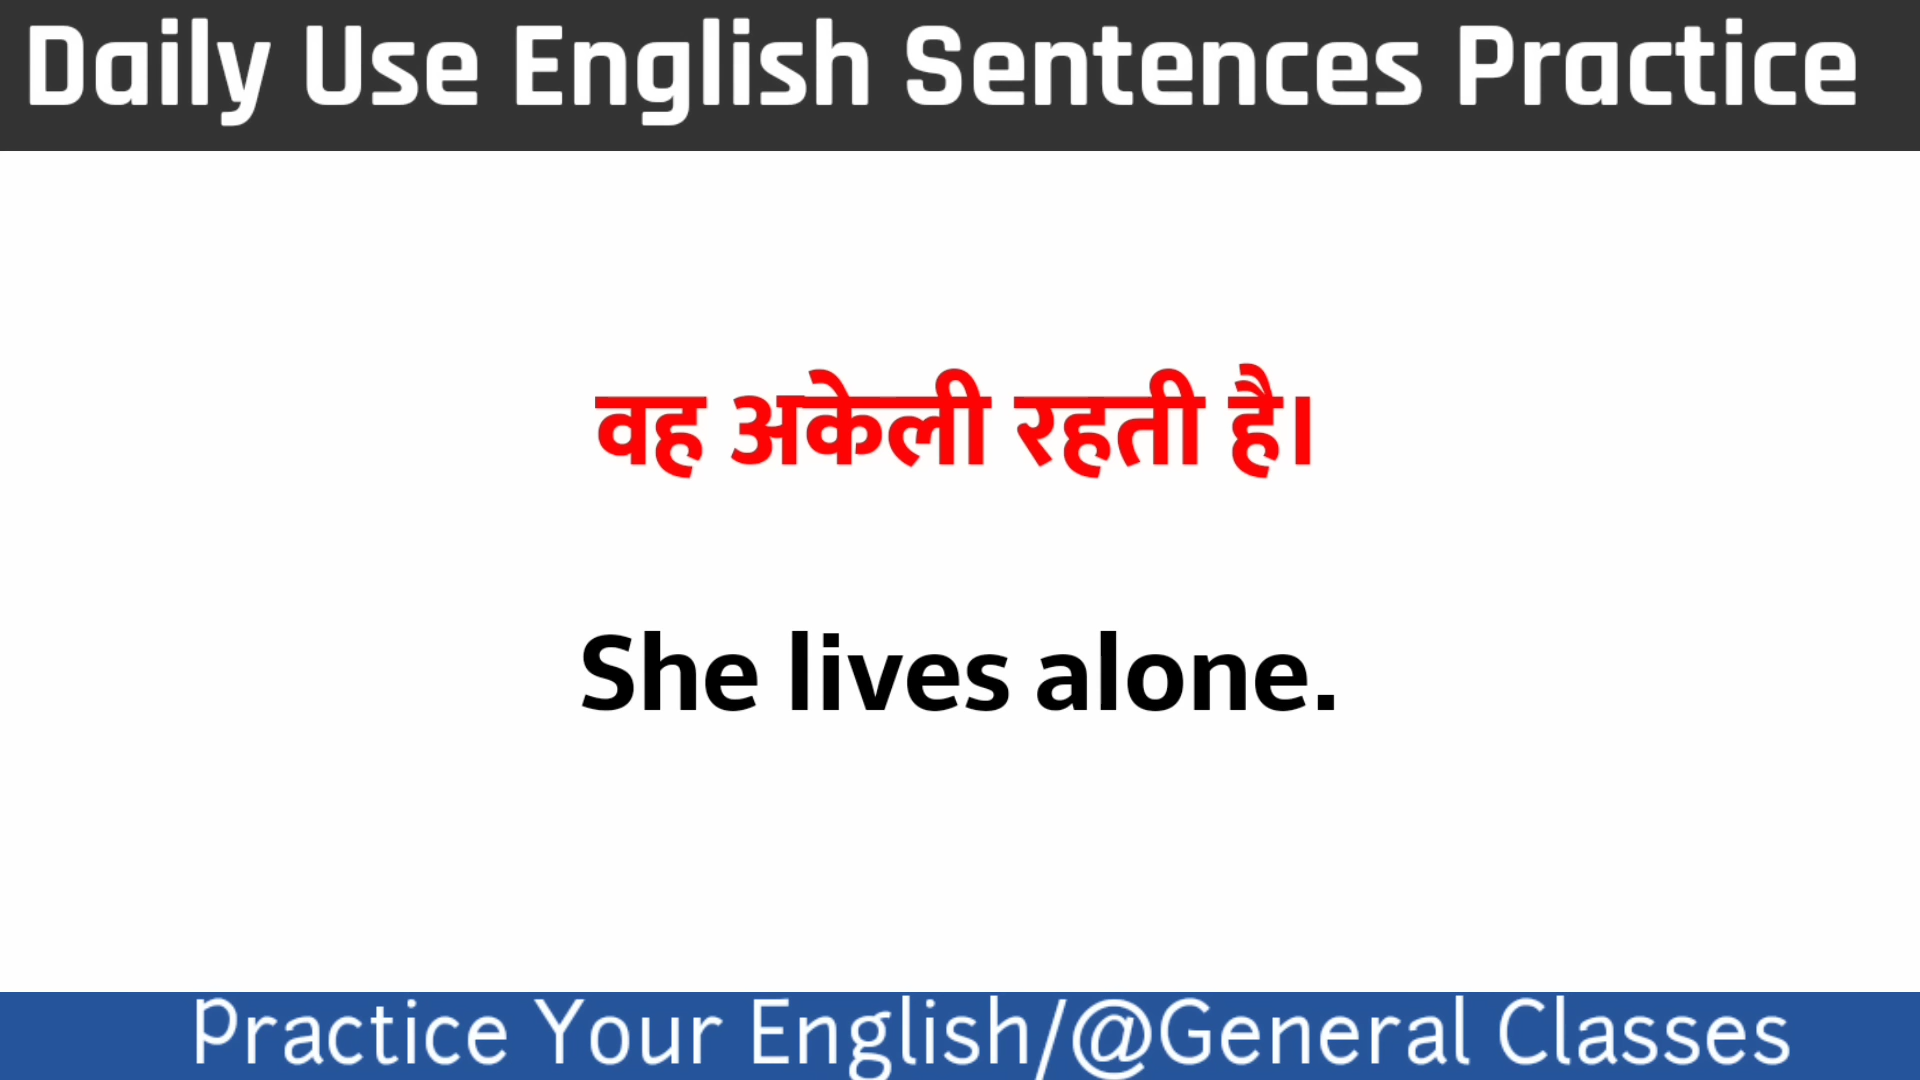 Daily Use English Sentences Practice
वह अकेली रहती है।
She lives alone.
Practice Your English/@General Classes